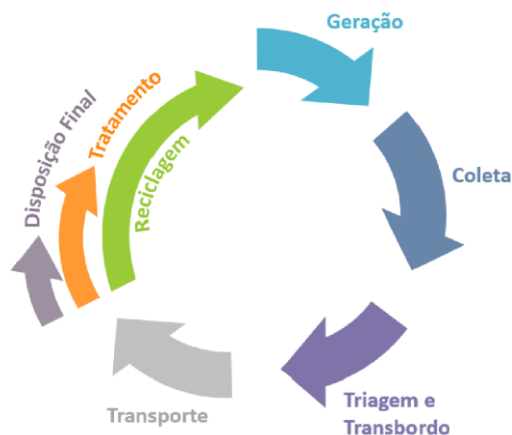 Geração
Coleta
Triagem e
Transbordo
Transporte
Reciclagem
Tratamento
Disposição Final